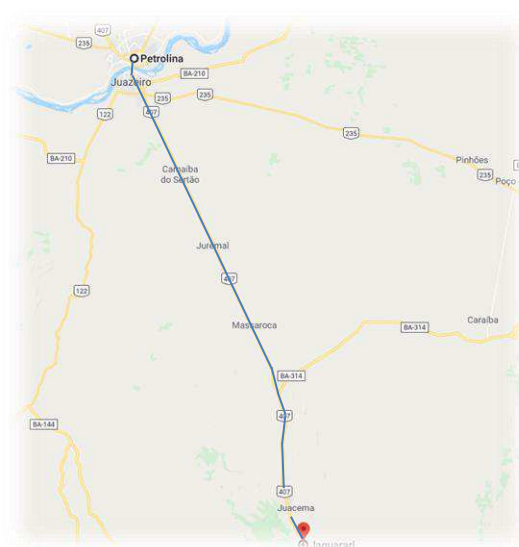 407
235
Petrolina
BA-210
Juazeiro
235
235
122
407
235
BA-210
Pinhões
Camaíba
do Sertão
235
Poço
Juremal
407
122
Massaroca
Caraíba
BA-314
BA-314
407
BA-144
407
Juacema
Jaguarari